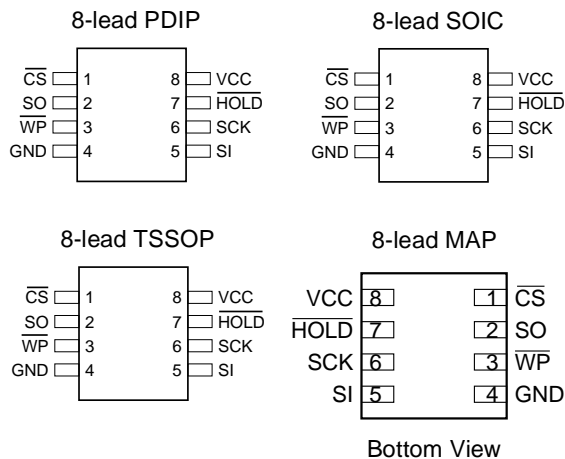 8-lead PDIP
CS 1 8 VCC
SO 2 7 HOLD
WP 3 6 SCK
GND 4 5 SI
8-lead SOIC
CS 1 8 VCC
SO 2 7 HOLD
WP 3 6 SCK
GND 4 5 SI
8-lead TSSOP
CS 1 8 VCC
SO 2 7 HOLD
WP 3 6 SCK
GND 4 5 SI
8-lead MAP
VCC 8 1 CS
HOLD 7 2 SO
SCK 6 3 WP
SI 5 4 GND
Bottom View